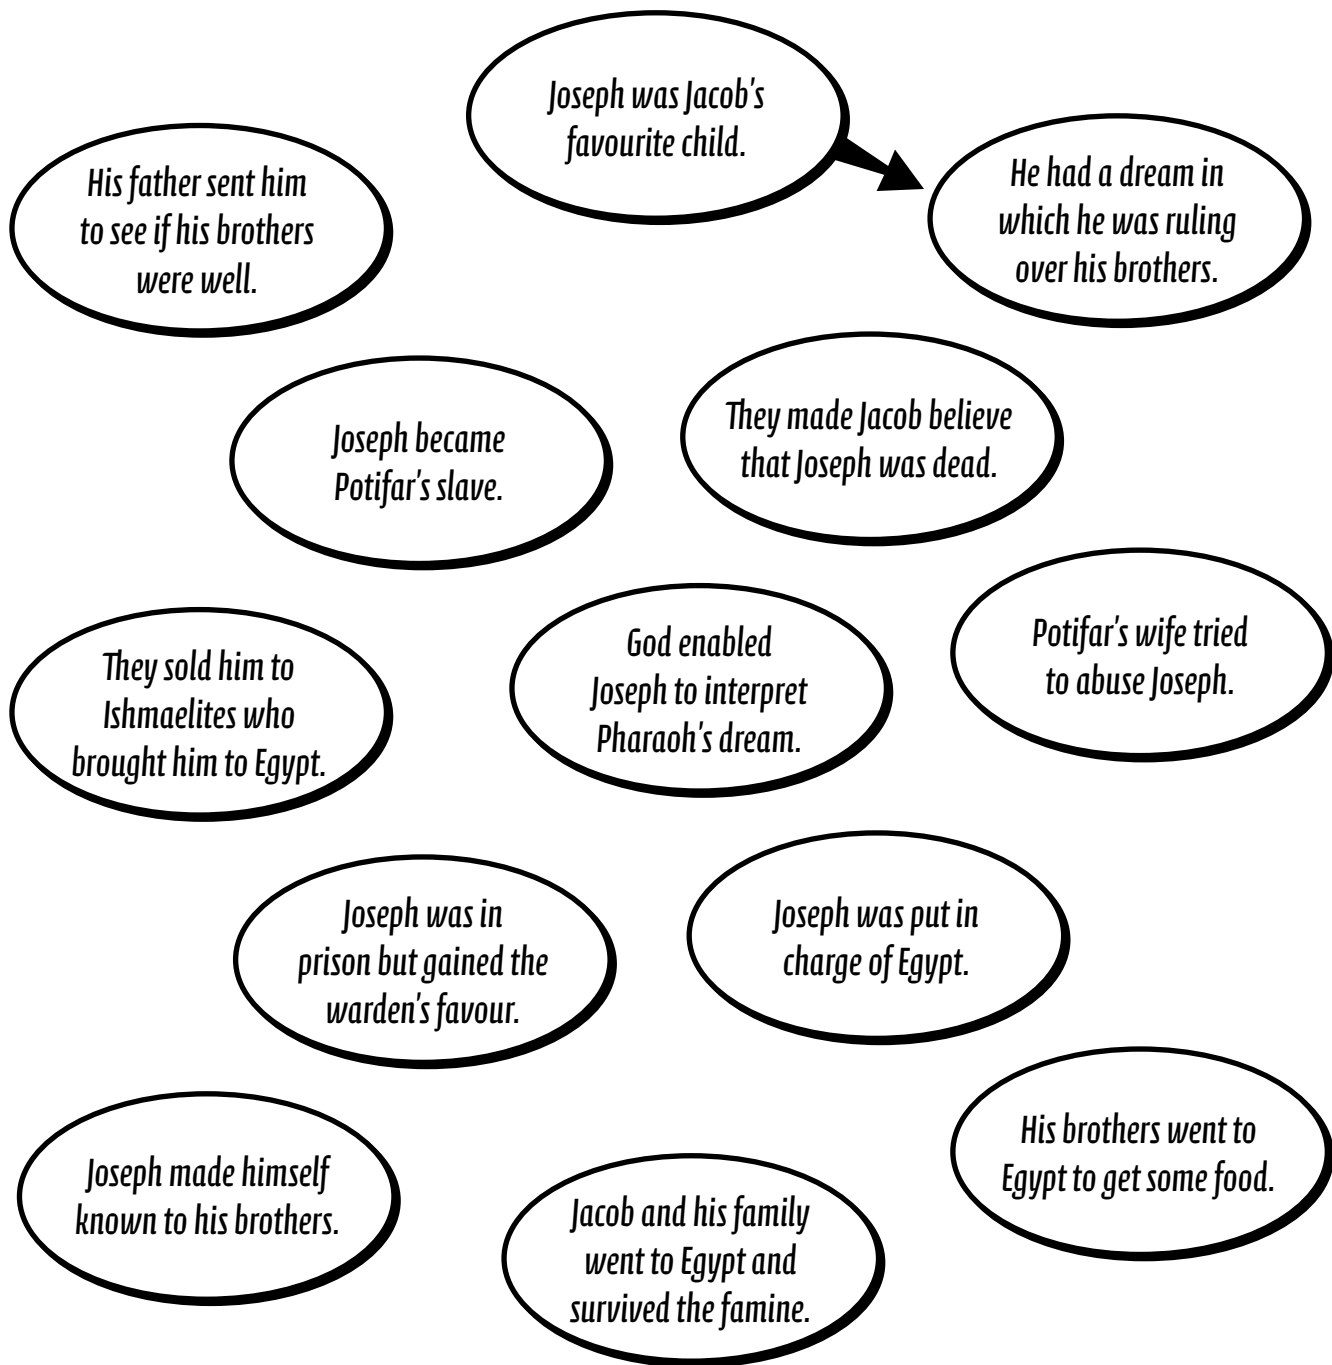 Joseph was Jacob's
favourite child.
His father sent him
to see if his brothers
were well.
He had a dream in
which he was ruling
over his brothers.
Joseph became
Potifar's slave.
They made Jacob believe
that Joseph was dead.
They sold him to
Ishmaelites who
brought him to Egypt.
God enabled
Joseph to interpret
Pharaoh's dream.
Potifar's wife tried
to abuse Joseph.
Joseph was in
prison but gained the
warden's favour.
Joseph was put in
charge of Egypt.
Joseph made himself
known to his brothers.
Jacob and his family
went to Egypt and
survived the famine.
His brothers went to
Egypt to get some food.